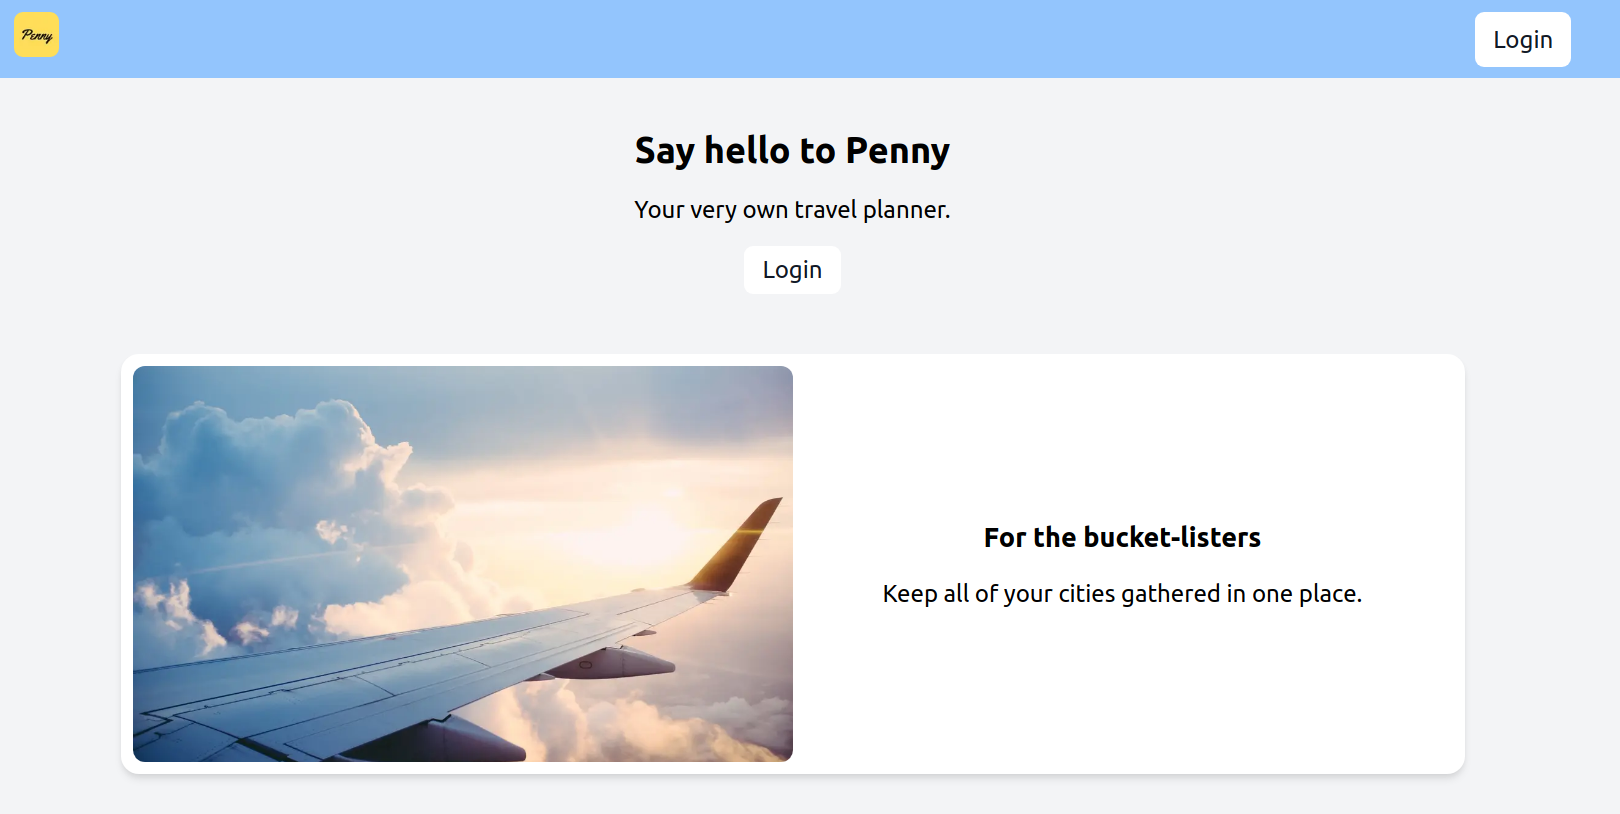 Penny
Login
Say hello to Penny
Your very own travel planner.
Login
For the bucket-listers
Keep all of your cities gathered in one place.